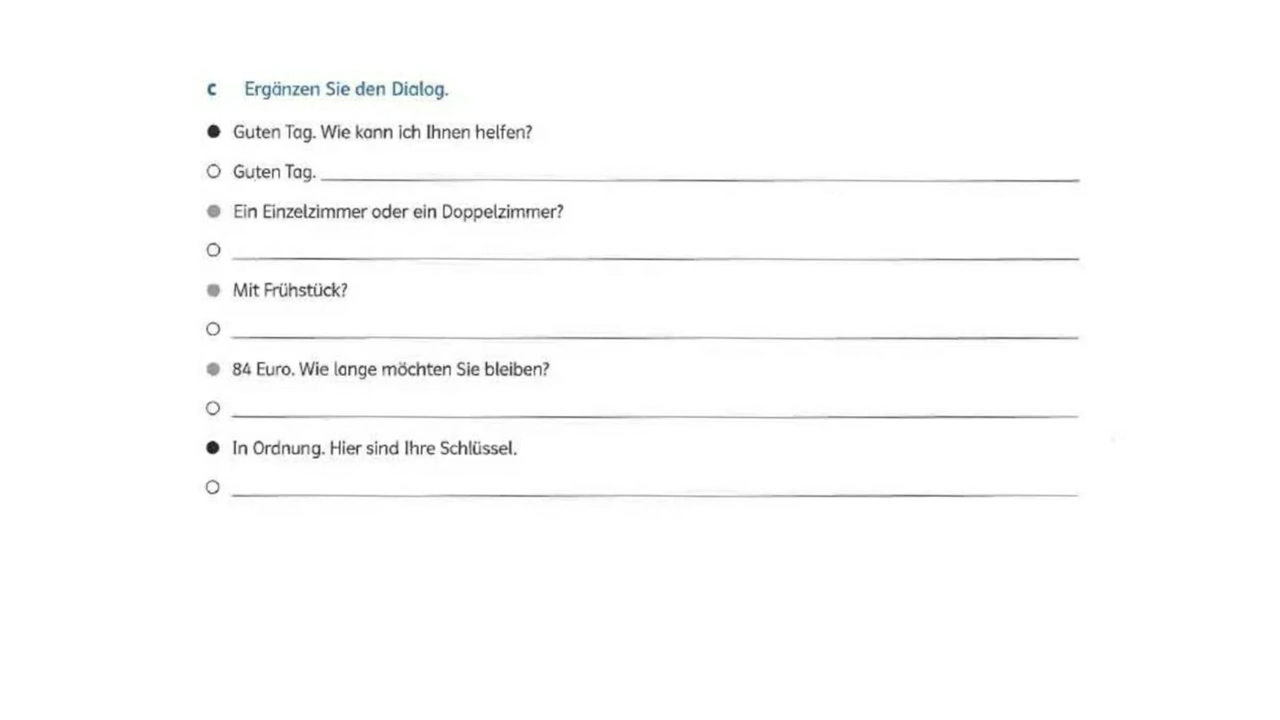 c Ergänzen Sie den Dialog.
Guten Tag. Wie kann ich Ihnen helfen?
Guten Tag.
Ein Einzelzimmer oder ein Doppelzimmer?
Mit Frühstück?
84 Euro. Wie lange möchten Sie bleiben?
In Ordnung. Hier sind Ihre Schlüssel.